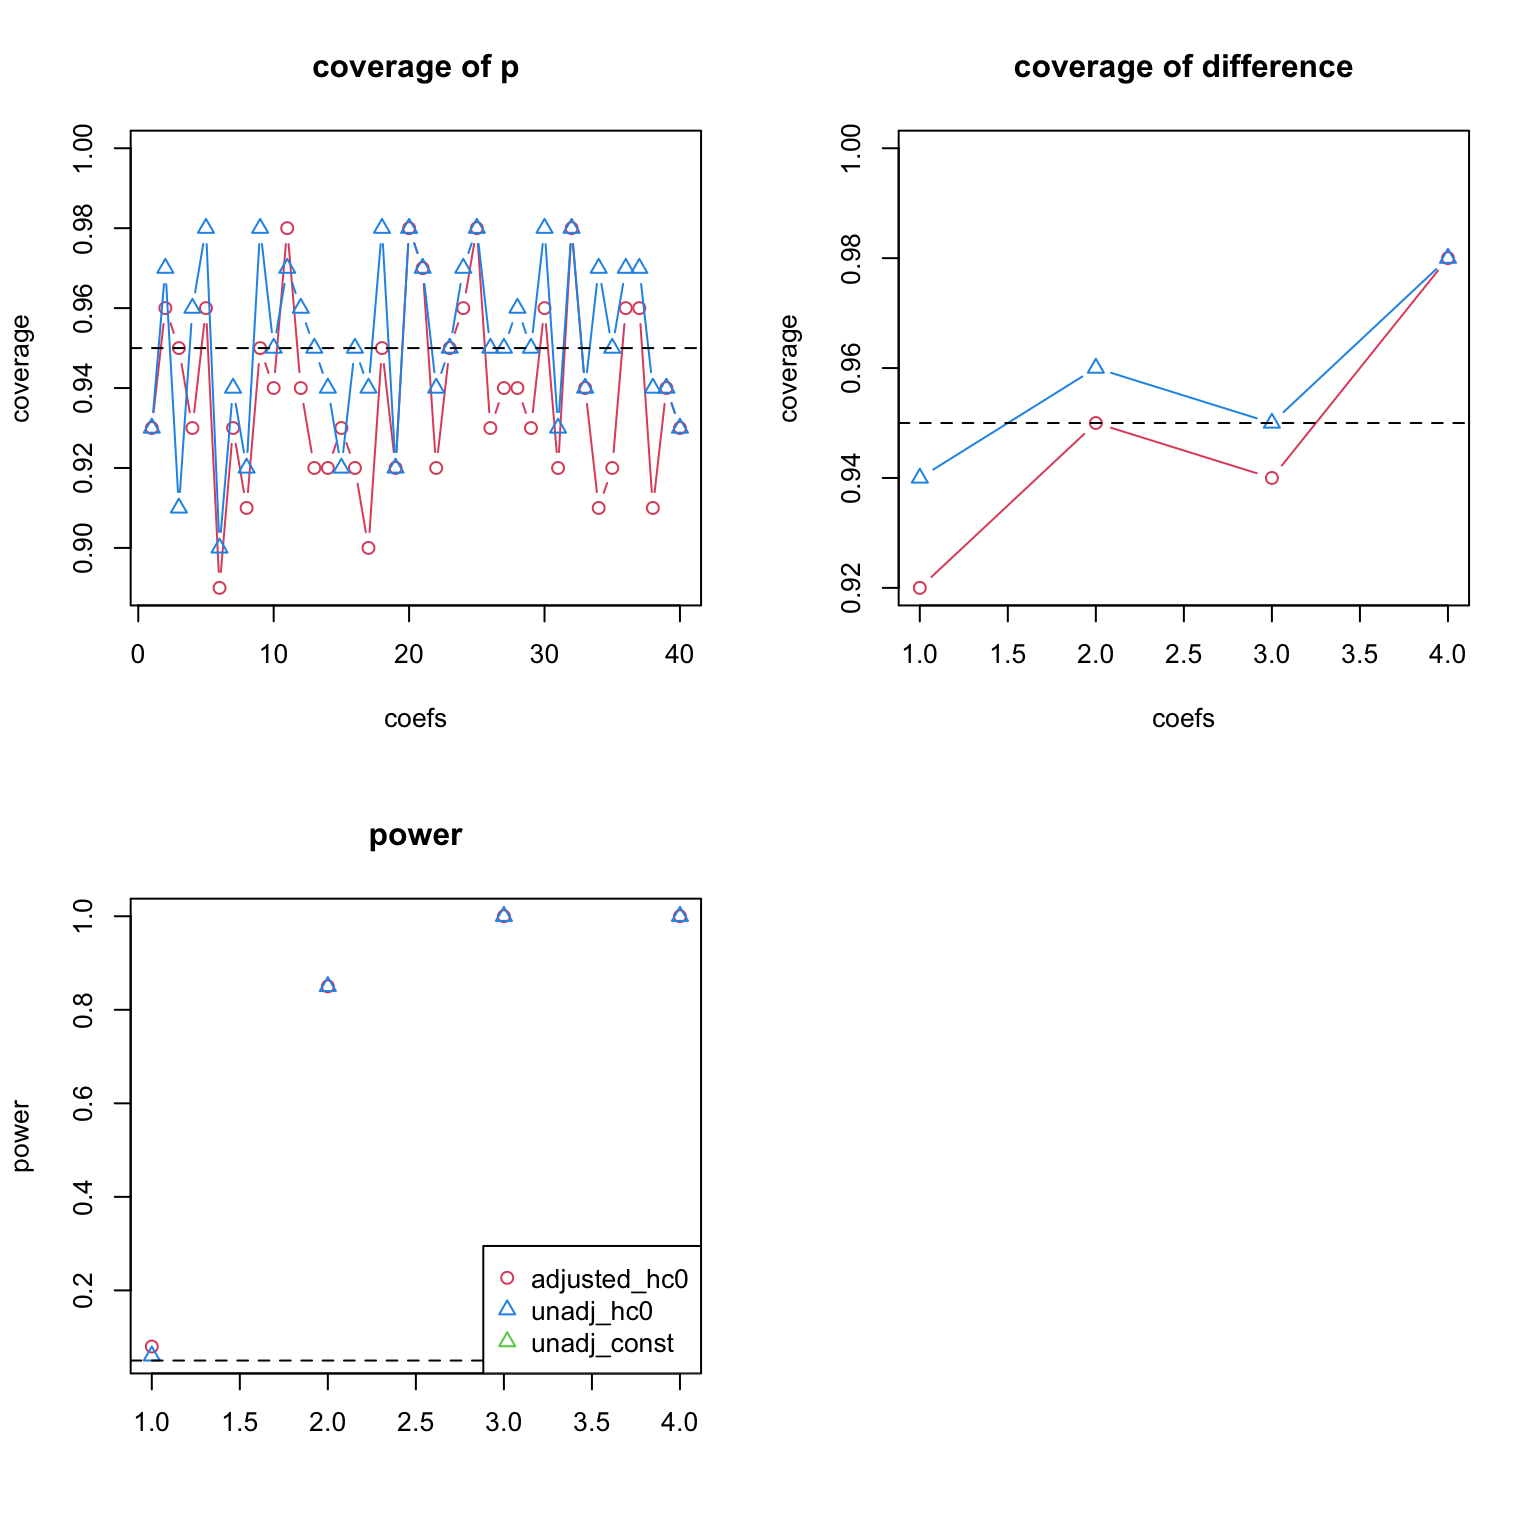 coverage of p
coverage
1.00
0.98
0.96
0.94
0.92
0.90
0 10 20 30 40
coefs
coverage of difference
coverage
1.00
0.98
0.96
0.94
0.92
1.0 1.5 2.0 2.5 3.0 3.5 4.0
coefs
power
power
1.0
0.8
0.6
0.4
0.2
adjusted_hc0
unadj_hc0
unadj_const
1.0 1.5 2.0 2.5 3.0 3.5 4.0